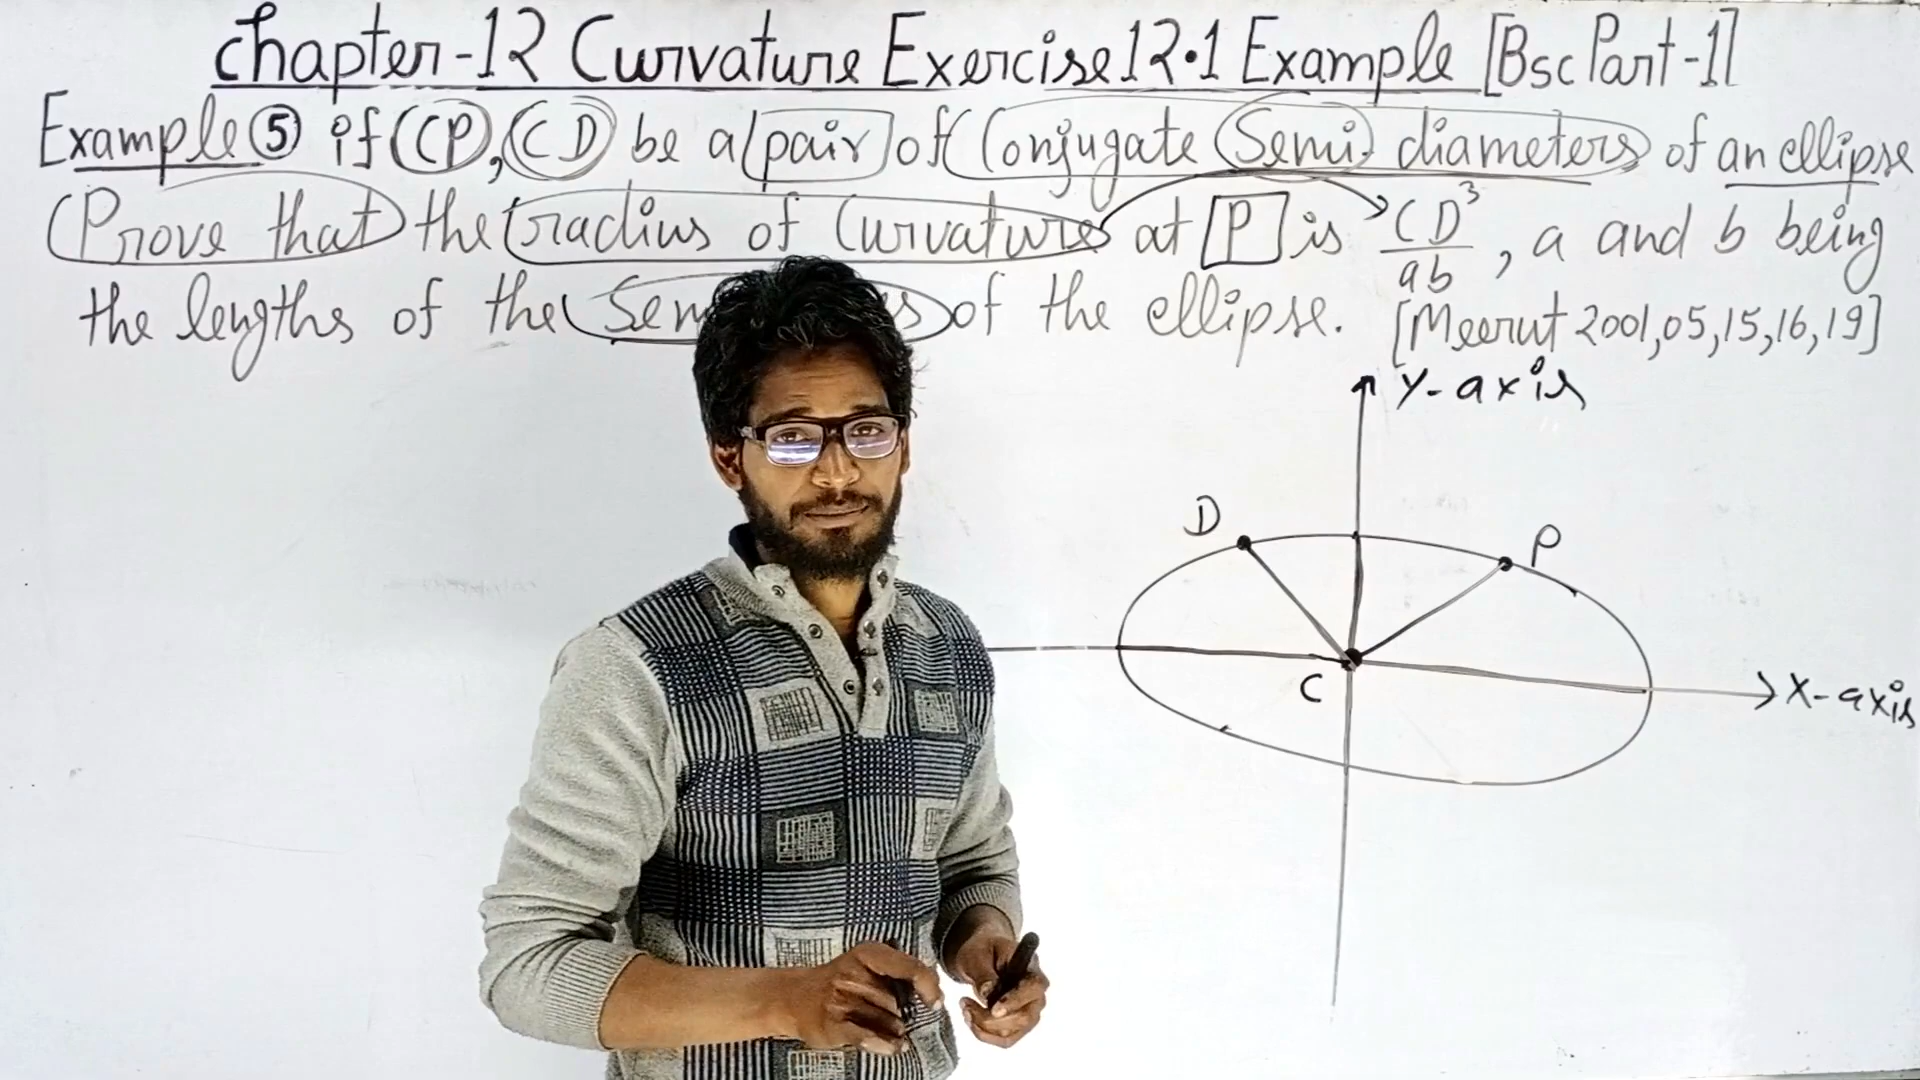 Chapter-12 Curvature Exercise 12.1 Example [Bsc Part-1]
Example ⑤ if CP, CD be a pair of Conjugate Semi-diameters of an ellipse
Prove that the radius of Curvature at P is CD³/ab, a and b being
the lengths of the of the ellipse. [Meerut 2001,05,15,16,19]
Y-axis
D
P
C
X-axis